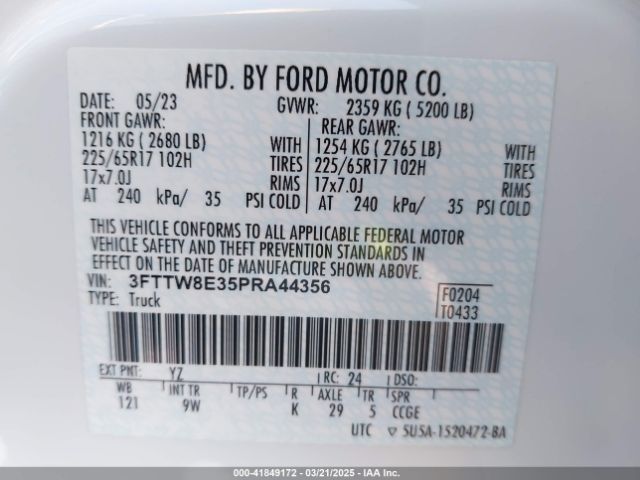 MFD. BY FORD MOTOR CO.
DATE: 05/23 GVWR: 2359 KG ( 5200 LB)
FRONT GAWR: REAR GAWR:
1216 KG ( 2680 LB) WITH 1254 KG ( 2765 LB) WITH
225/65R17 102H TIRES 225/65R17 102H TIRES
17x7.0J RIMS 17x7.0J RIMS
AT 240 kPa/ 35 PSI COLD AT 240 kPa/ 35 PSI COLD
THIS VEHICLE CONFORMS TO ALL APPLICABLE FEDERAL MOTOR
VEHICLE SAFETY AND THEFT PREVENTION STANDARDS IN
EFFECT ON THE DATE OF MANUFACTURE SHOWN ABOVE.
VIN: 3FTTW8E35PRA44356 F0204
TYPE: Truck T0433
EXT PNT: YZ RC: 24 DSO:
WB INT TR TP/PS R AXLE TR SPR
121 9W K 29 5 CCGE
UTC ▽ 5U5A-1520472-BA
000-41849172 — 03/21/2025 — IAA Inc.